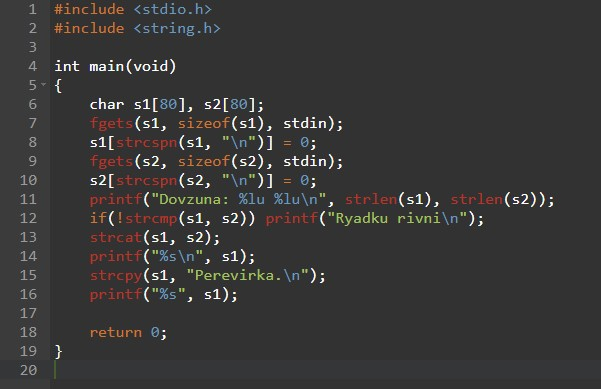 1 #include <stdio.h>
2 #include <string.h>
3
4 int main(void)
5 {
6 char s1[80], s2[80];
7 fgets(s1, sizeof(s1), stdin);
8 s1[strcspn(s1, "\n")] = 0;
9 fgets(s2, sizeof(s2), stdin);
10 s2[strcspn(s2, "\n")] = 0;
11 printf("Dovzuna: %lu %lu\n", strlen(s1), strlen(s2));
12 if(!strcmp(s1, s2)) printf("Ryadku rivni\n");
13 strcat(s1, s2);
14 printf("%s\n", s1);
15 strcpy(s1, "Perevirka.\n");
16 printf("%s", s1);
17
18 return 0;
19 }
20